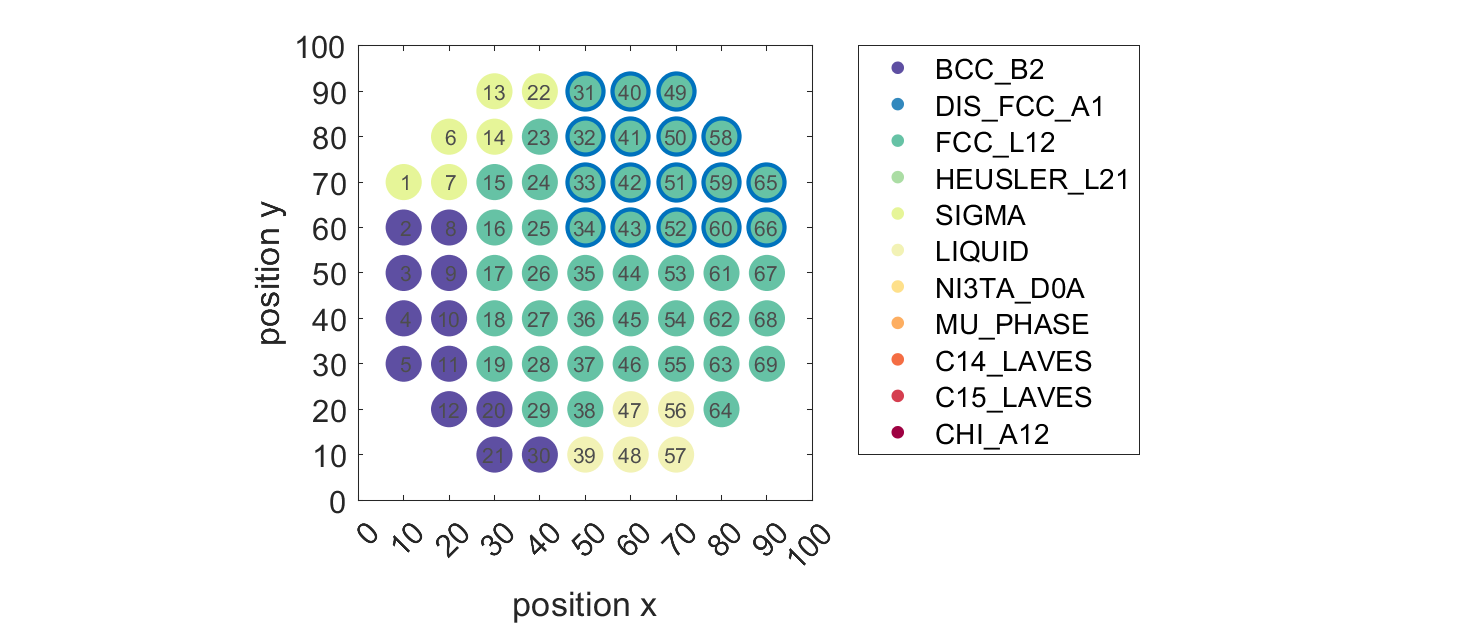 100
90
80
70
60
50
40
30
20
10
0
position y
13 22 31 40 49
6 14 23 32 41 50 58
1 7 15 24 33 42 51 59 65
2 8 16 25 34 43 52 60 66
3 9 17 26 35 44 53 61 67
4 10 18 27 36 45 54 62 68
5 11 19 28 37 46 55 63 69
12 20 29 38 47 56 64
21 30 39 48 57
0 10 20 30 40 50 60 70 80 90 100
position x
BCC_B2
DIS_FCC_A1
FCC_L12
HEUSLER_L21
SIGMA
LIQUID
NI3TA_D0A
MU_PHASE
C14_LAVES
C15_LAVES
CHI_A12